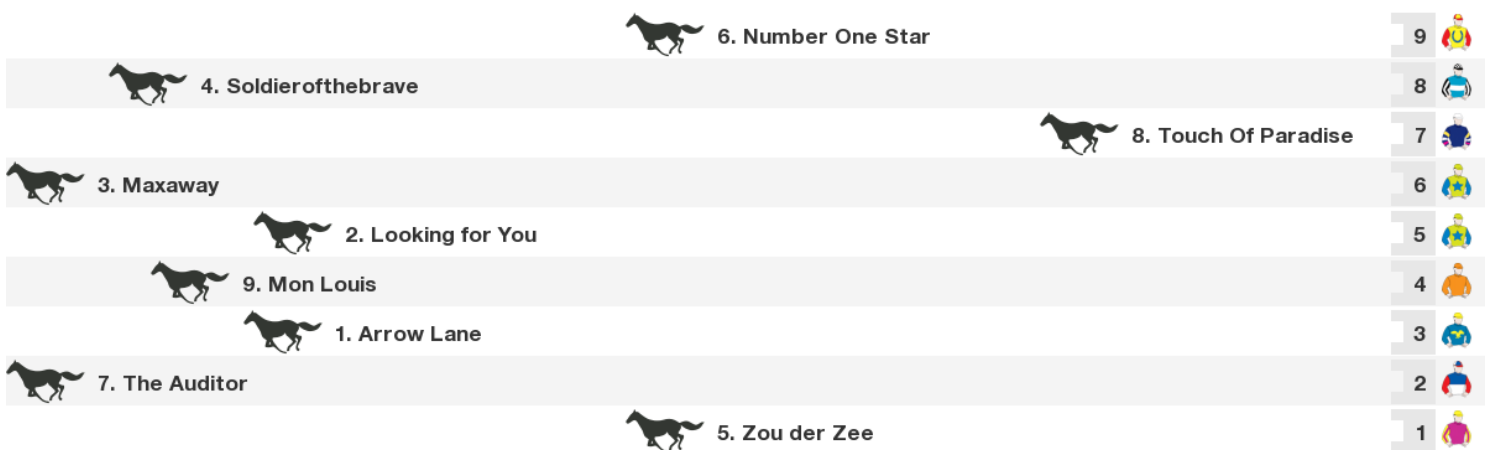 6. Number One Star 9
4. Soldierofthebrave 8
8. Touch Of Paradise 7
3. Maxaway 6
2. Looking for You 5
9. Mon Louis 4
1. Arrow Lane 3
7. The Auditor 2
5. Zou der Zee 1